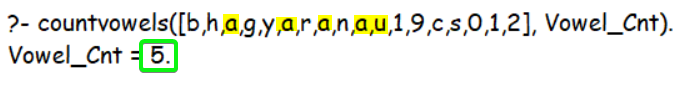 ?- countvowels([b,h,a,g,y,a,r,a,n,a,u,1,9,c,s,0,1,2], Vowel_Cnt).
Vowel_Cnt = 5.